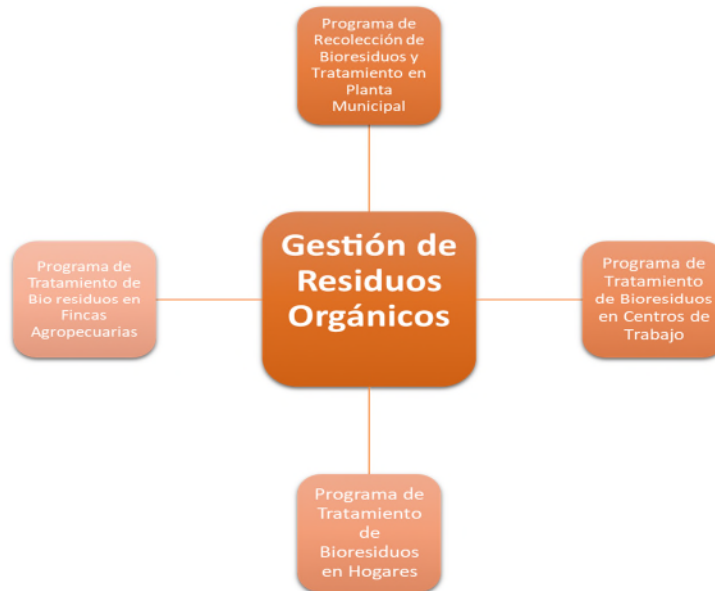 Programa de
Recolección de
Bioresiduos y
Tratamiento en
Planta
Municipal
Gestión de
Residuos
Orgánicos
Programa de
Tratamiento de
Bio residuos en
Fincas
Agropecuarias
Programa de
Tratamiento
de Bioresiduos
en Centros de
Trabajo
Programa de
Tratamiento
de
Bioresiduos
en Hogares